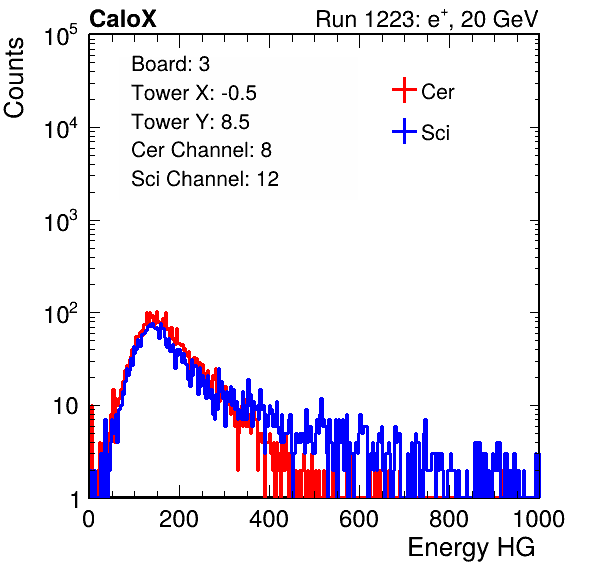 CaloX Run 1223: e⁺, 20 GeV
Counts
Board: 3
Tower X: -0.5
Tower Y: 8.5
Cer Channel: 8
Sci Channel: 12
Cer
Sci
10⁵
10⁴
10³
10²
10
1
0 200 400 600 800 1000
Energy HG